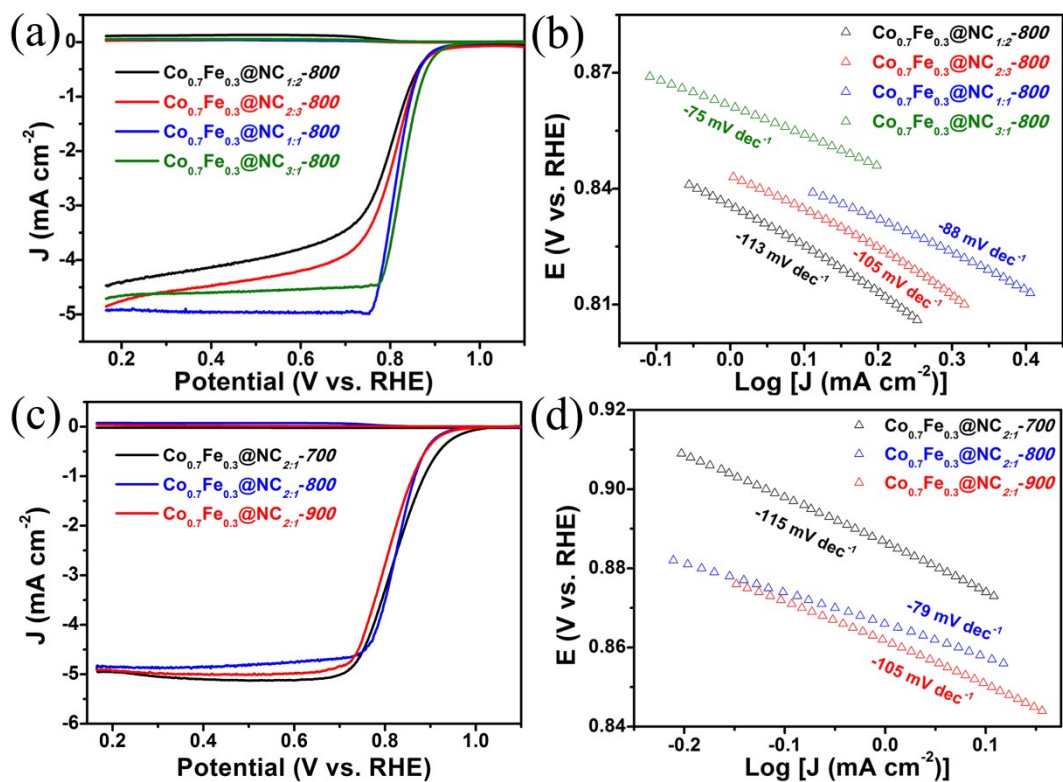 (a)
J (mA cm⁻²)
0
-1
-2
-3
-4
-5
Co₀.₇Fe₀.₃@NC₁:₂-800
Co₀.₇Fe₀.₃@NC₂:₃-800
Co₀.₇Fe₀.₃@NC₁:₁-800
Co₀.₇Fe₀.₃@NC₃:₁-800
0.2 0.4 0.6 0.8 1.0
Potential (V vs. RHE)
(b)
E (V vs. RHE)
0.87
0.84
0.81
Co₀.₇Fe₀.₃@NC₁:₂-800
Co₀.₇Fe₀.₃@NC₂:₃-800
Co₀.₇Fe₀.₃@NC₁:₁-800
Co₀.₇Fe₀.₃@NC₃:₁-800
-75 mV dec⁻¹
-88 mV dec⁻¹
-105 mV dec⁻¹
-113 mV dec⁻¹
-0.1 0.0 0.1 0.2 0.3 0.4
Log [J (mA cm⁻²)]
(c)
J (mA cm⁻²)
0
-1
-2
-3
-4
-5
-6
Co₀.₇Fe₀.₃@NC₂:₁-700
Co₀.₇Fe₀.₃@NC₂:₁-800
Co₀.₇Fe₀.₃@NC₂:₁-900
0.2 0.4 0.6 0.8 1.0
Potential (V vs. RHE)
(d)
E (V vs. RHE)
0.92
0.90
0.88
0.86
0.84
Co₀.₇Fe₀.₃@NC₂:₁-700
Co₀.₇Fe₀.₃@NC₂:₁-800
Co₀.₇Fe₀.₃@NC₂:₁-900
-115 mV dec⁻¹
-79 mV dec⁻¹
-105 mV dec⁻¹
-0.2 -0.1 0.0 0.1
Log [J (mA cm⁻²)]